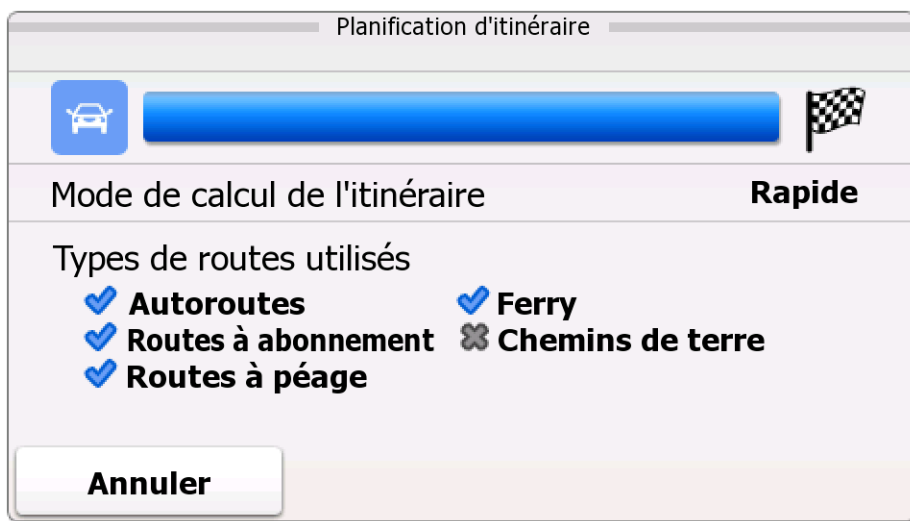 Planification d'itinéraire
Mode de calcul de l'itinéraire Rapide
Types de routes utilisés
Autoroutes Ferry
Routes à abonnement Chemins de terre
Routes à péage
Annuler